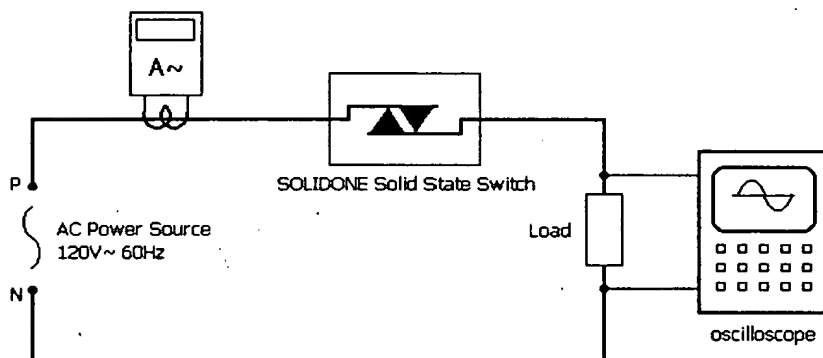 A~
SOLIDONE Solid State Switch
P
AC Power Source
120V~ 60Hz
N
Load
oscilloscope